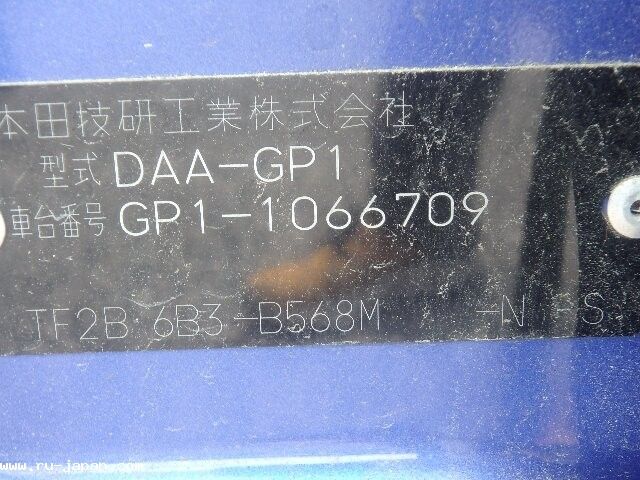 本田技研工業株式会社
型式 DAA-GP1
車台番号 GP1-1066709
TF2B 6B3-B568M -N -S
www.ru-japan.com